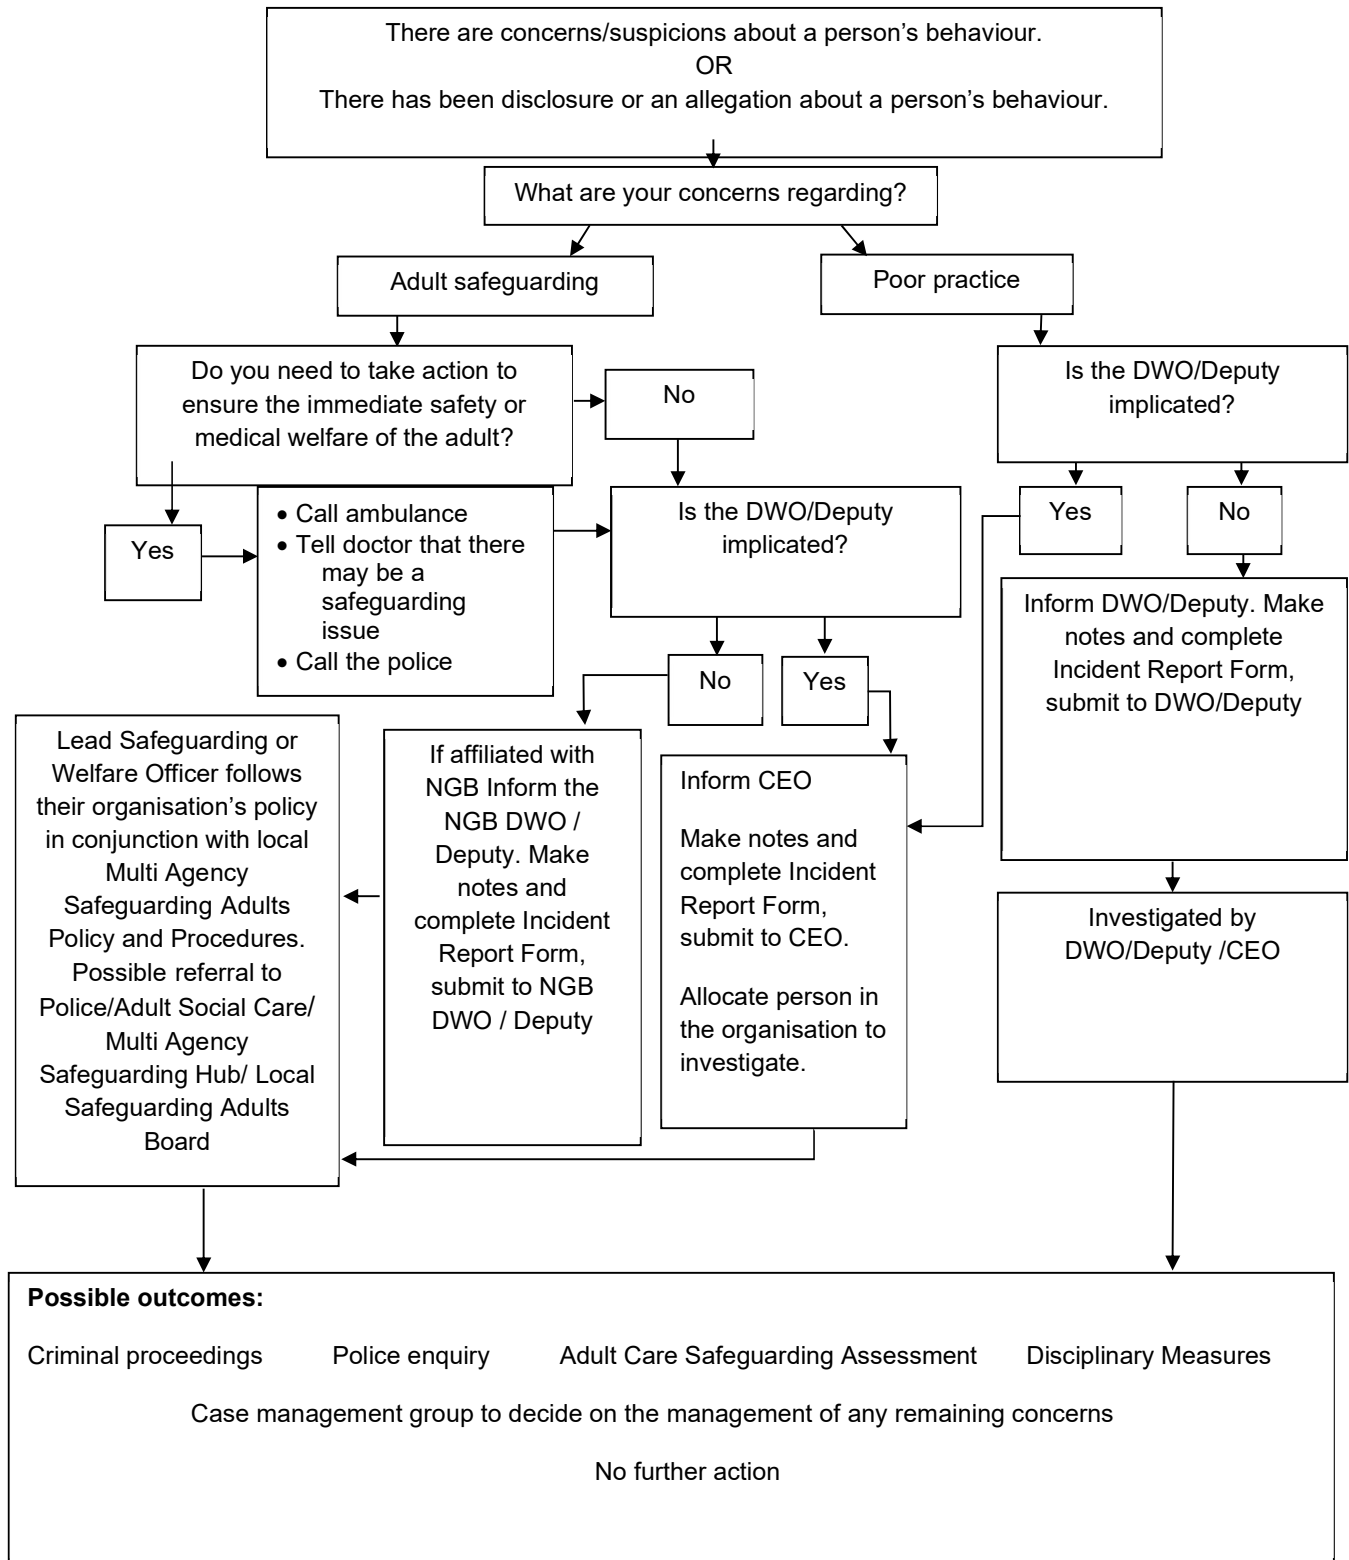 There are concerns/suspicions about a person’s behaviour.
OR
There has been disclosure or an allegation about a person’s behaviour.
What are your concerns regarding?
Adult safeguarding
Poor practice
Do you need to take action to
ensure the immediate safety or
medical welfare of the adult?
No
Is the DWO/Deputy
implicated?
Yes
• Call ambulance
• Tell doctor that there
may be a
safeguarding
issue
• Call the police
Is the DWO/Deputy
implicated?
Yes
No
No
Yes
Inform DWO/Deputy. Make
notes and complete
Incident Report Form,
submit to DWO/Deputy
Lead Safeguarding or
Welfare Officer follows
their organisation’s policy
in conjunction with local
Multi Agency
Safeguarding Adults
Policy and Procedures.
Possible referral to
Police/Adult Social Care/
Multi Agency
Safeguarding Hub/ Local
Safeguarding Adults
Board
If affiliated with
NGB Inform the
NGB DWO /
Deputy. Make
notes and
complete Incident
Report Form,
submit to NGB
DWO / Deputy
Inform CEO
Make notes and
complete Incident
Report Form,
submit to CEO.
Allocate person in
the organisation to
investigate.
Investigated by
DWO/Deputy /CEO
Possible outcomes:
Criminal proceedings Police enquiry Adult Care Safeguarding Assessment Disciplinary Measures
Case management group to decide on the management of any remaining concerns
No further action